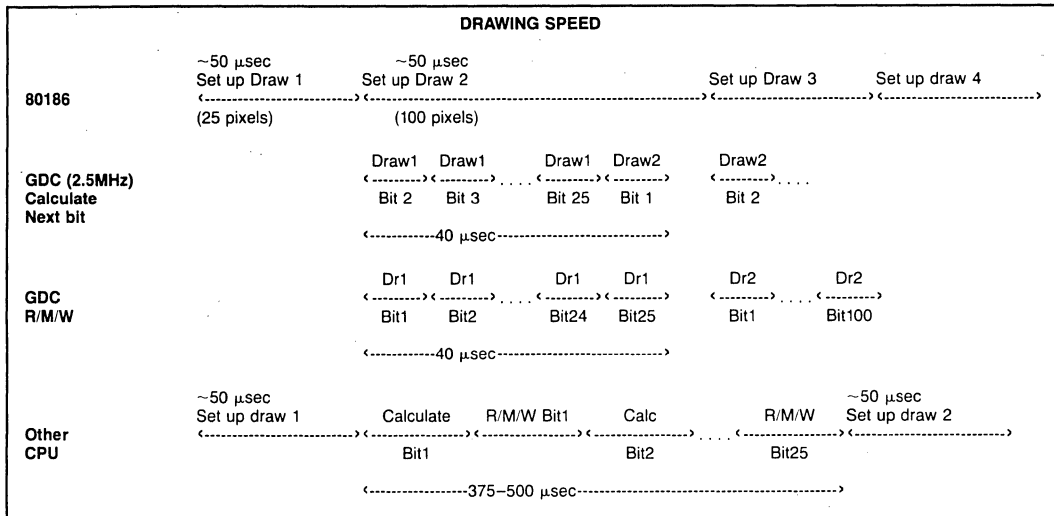 DRAWING SPEED
~50 μsec ~50 μsec
Set up Draw 1 Set up Draw 2 Set up Draw 3 Set up draw 4
80186
(25 pixels) (100 pixels)
Draw1 Draw1 Draw1 Draw2 Draw2
GDC (2.5MHz)
Calculate Bit 2 Bit 3 .... Bit 25 Bit 1 Bit 2 ....
Next bit
40 μsec
Dr1 Dr1 Dr1 Dr1 Dr2 Dr2
GDC .... ....
R/M/W Bit1 Bit2 Bit24 Bit25 Bit1 Bit100
40 μsec
~50 μsec ~50 μsec
Set up draw 1 Calculate R/M/W Bit1 Calc R/M/W Set up draw 2
Other ....
CPU Bit1 Bit2 Bit25
375–500 μsec